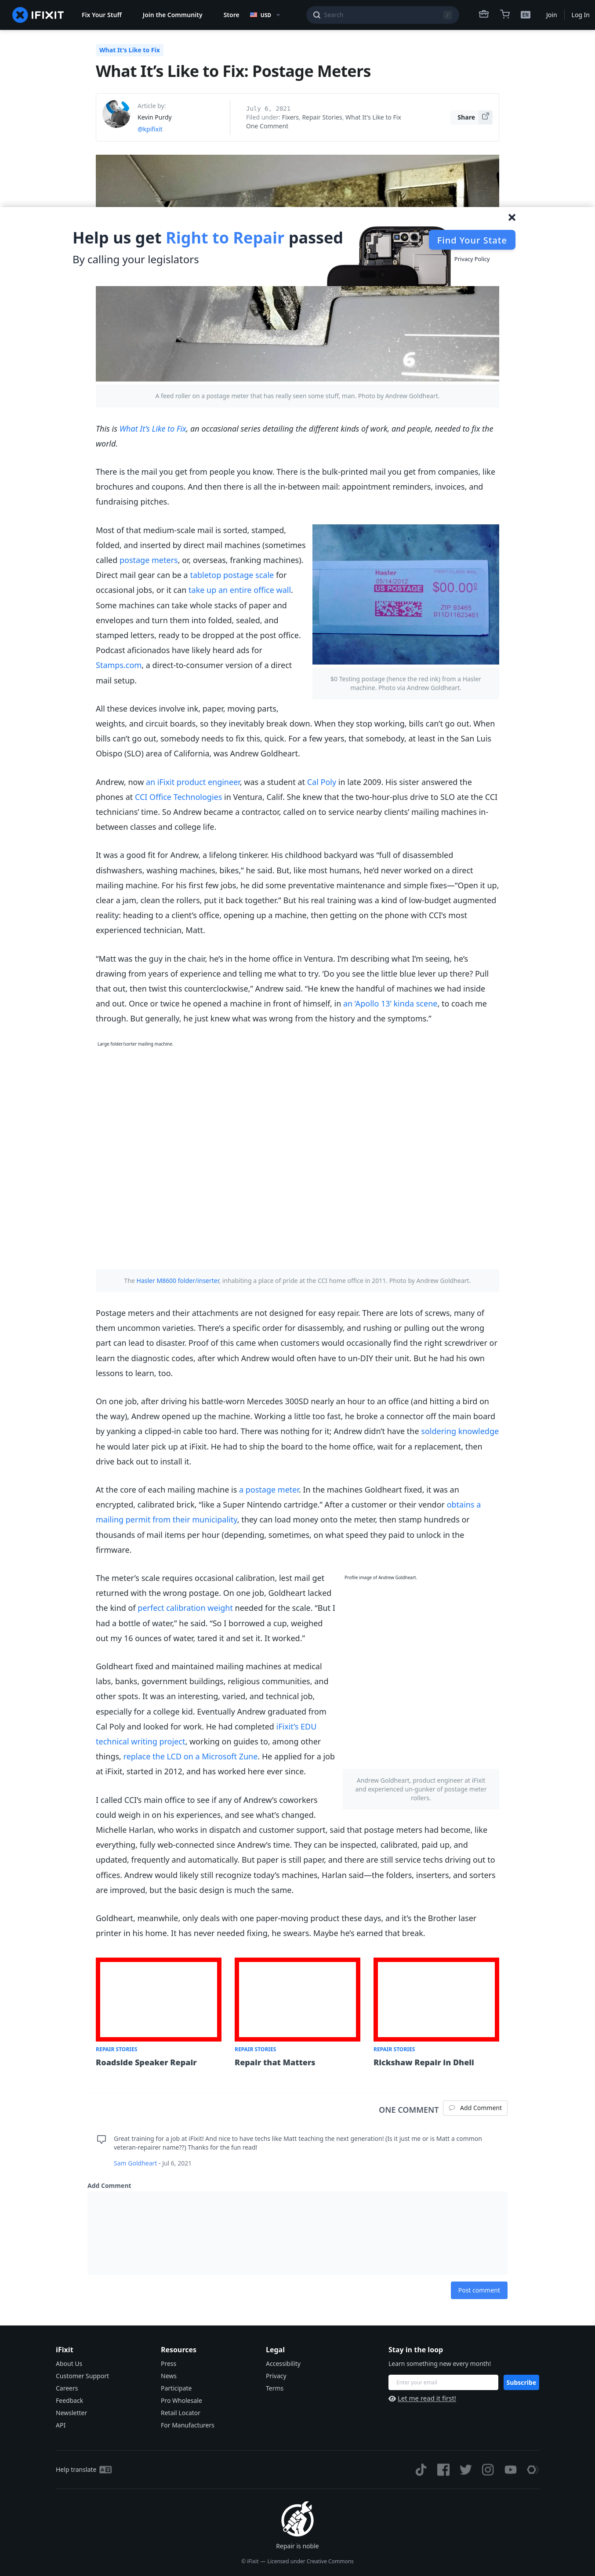 IFIXIT
Fix Your Stuff
Join the Community
Store
USD
Search
/
EN
Join
Log In
What It's Like to Fix
What It’s Like to Fix: Postage Meters
Article by:
Kevin Purdy
@kpifixit
July 6, 2021
Filed under: Fixers, Repair Stories, What It's Like to Fix
One Comment
Share
Help us get Right to Repair passed
By calling your legislators
Find Your State
Privacy Policy
6
A feed roller on a postage meter that has really seen some stuff, man. Photo by Andrew Goldheart.
This is What It’s Like to Fix, an occasional series detailing the different kinds of work, and people, needed to fix the
world.
There is the mail you get from people you know. There is the bulk-printed mail you get from companies, like
brochures and coupons. And then there is all the in-between mail: appointment reminders, invoices, and
fundraising pitches.
Most of that medium-scale mail is sorted, stamped,
folded, and inserted by direct mail machines (sometimes
called postage meters, or, overseas, franking machines).
Direct mail gear can be a tabletop postage scale for
occasional jobs, or it can take up an entire office wall.
Some machines can take whole stacks of paper and
envelopes and turn them into folded, sealed, and
stamped letters, ready to be dropped at the post office.
Podcast aficionados have likely heard ads for
Stamps.com, a direct-to-consumer version of a direct
mail setup.
Hasler
05/14/2012
US POSTAGE
$00.00⁰
ZIP 93465
011D11623461
$0 Testing postage (hence the red ink) from a Hasler
machine. Photo via Andrew Goldheart.
All these devices involve ink, paper, moving parts,
weights, and circuit boards, so they inevitably break down. When they stop working, bills can’t go out. When
bills can’t go out, somebody needs to fix this, quick. For a few years, that somebody, at least in the San Luis
Obispo (SLO) area of California, was Andrew Goldheart.
Andrew, now an iFixit product engineer, was a student at Cal Poly in late 2009. His sister answered the
phones at CCI Office Technologies in Ventura, Calif. She knew that the two-hour-plus drive to SLO ate the CCI
technicians’ time. So Andrew became a contractor, called on to service nearby clients’ mailing machines in-
between classes and college life.
It was a good fit for Andrew, a lifelong tinkerer. His childhood backyard was “full of disassembled
dishwashers, washing machines, bikes,” he said. But, like most humans, he’d never worked on a direct
mailing machine. For his first few jobs, he did some preventative maintenance and simple fixes—“Open it up,
clear a jam, clean the rollers, put it back together.” But his real training was a kind of low-budget augmented
reality: heading to a client’s office, opening up a machine, then getting on the phone with CCI’s most
experienced technician, Matt.
“Matt was the guy in the chair, he’s in the home office in Ventura. I’m describing what I’m seeing, he’s
drawing from years of experience and telling me what to try. ‘Do you see the little blue lever up there? Pull
that out, then twist this counterclockwise,” Andrew said. “He knew the handful of machines we had inside
and out. Once or twice he opened a machine in front of himself, in an ‘Apollo 13’ kinda scene, to coach me
through. But generally, he just knew what was wrong from the history and the symptoms.”
Large folder/sorter mailing machine.
The Hasler M8600 folder/inserter, inhabiting a place of pride at the CCI home office in 2011. Photo by Andrew Goldheart.
Postage meters and their attachments are not designed for easy repair. There are lots of screws, many of
them uncommon varieties. There’s a specific order for disassembly, and rushing or pulling out the wrong
part can lead to disaster. Proof of this came when customers would occasionally find the right screwdriver or
learn the diagnostic codes, after which Andrew would often have to un-DIY their unit. But he had his own
lessons to learn, too.
On one job, after driving his battle-worn Mercedes 300SD nearly an hour to an office (and hitting a bird on
the way), Andrew opened up the machine. Working a little too fast, he broke a connector off the main board
by yanking a clipped-in cable too hard. There was nothing for it; Andrew didn’t have the soldering knowledge
he would later pick up at iFixit. He had to ship the board to the home office, wait for a replacement, then
drive back out to install it.
At the core of each mailing machine is a postage meter. In the machines Goldheart fixed, it was an
encrypted, calibrated brick, “like a Super Nintendo cartridge.” After a customer or their vendor obtains a
mailing permit from their municipality, they can load money onto the meter, then stamp hundreds or
thousands of mail items per hour (depending, sometimes, on what speed they paid to unlock in the
firmware.
The meter’s scale requires occasional calibration, lest mail get
returned with the wrong postage. On one job, Goldheart lacked
the kind of perfect calibration weight needed for the scale. “But I
had a bottle of water,” he said. “So I borrowed a cup, weighed
out my 16 ounces of water, tared it and set it. It worked.”
Profile image of Andrew Goldheart.
Goldheart fixed and maintained mailing machines at medical
labs, banks, government buildings, religious communities, and
other spots. It was an interesting, varied, and technical job,
especially for a college kid. Eventually Andrew graduated from
Cal Poly and looked for work. He had completed iFixit’s EDU
technical writing project, working on guides to, among other
things, replace the LCD on a Microsoft Zune. He applied for a job
at iFixit, started in 2012, and has worked here ever since.
Andrew Goldheart, product engineer at iFixit
and experienced un-gunker of postage meter
rollers.
I called CCI’s main office to see if any of Andrew’s coworkers
could weigh in on his experiences, and see what’s changed.
Michelle Harlan, who works in dispatch and customer support, said that postage meters had become, like
everything, fully web-connected since Andrew’s time. They can be inspected, calibrated, paid up, and
updated, frequently and automatically. But paper is still paper, and there are still service techs driving out to
offices. Andrew would likely still recognize today’s machines, Harlan said—the folders, inserters, and sorters
are improved, but the basic design is much the same.
Goldheart, meanwhile, only deals with one paper-moving product these days, and it’s the Brother laser
printer in his home. It has never needed fixing, he swears. Maybe he’s earned that break.
REPAIR STORIES
Roadside Speaker Repair
REPAIR STORIES
Repair that Matters
REPAIR STORIES
Rickshaw Repair in Dheli
ONE COMMENT
Add Comment
Great training for a job at iFixit! And nice to have techs like Matt teaching the next generation! (Is it just me or is Matt a common
veteran-repairer name??) Thanks for the fun read!
Sam Goldheart - Jul 6, 2021
Add Comment
Post comment
iFixit
About Us
Customer Support
Careers
Feedback
Newsletter
API
Resources
Press
News
Participate
Pro Wholesale
Retail Locator
For Manufacturers
Legal
Accessibility
Privacy
Terms
Stay in the loop
Learn something new every month!
Enter your email
Subscribe
Let me read it first!
Help translate
Repair is noble
© iFixit — Licensed under Creative Commons